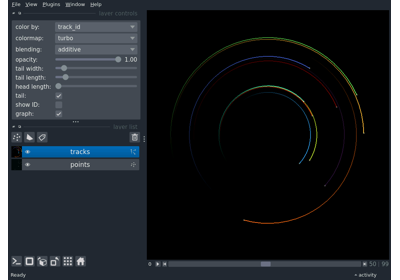 File View Plugins Window Help
layer controls
color by: track_id
colormap: turbo
blending: additive
opacity: 1.00
tail width:
tail length:
head length:
tail:
show ID:
graph:
layer list
tracks
points
50 99
Ready
activity